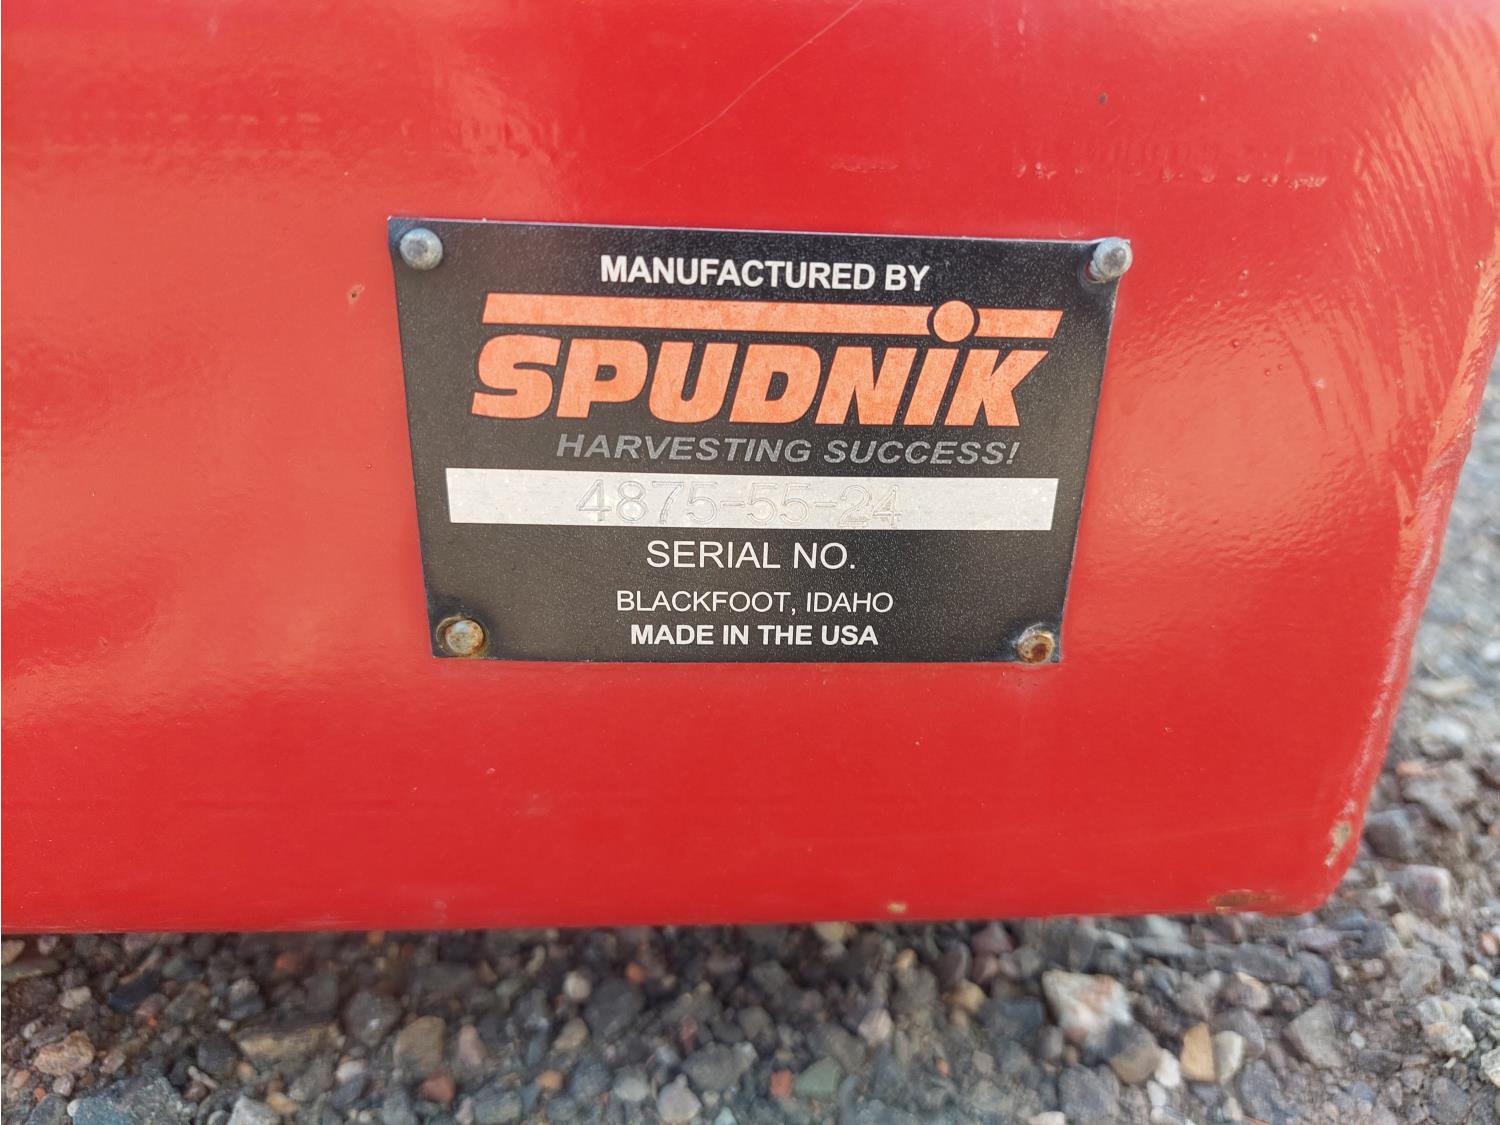 MANUFACTURED BY
SPUDNIK
HARVESTING SUCCESS!
4875-55-24
SERIAL NO.
BLACKFOOT, IDAHO
MADE IN THE USA